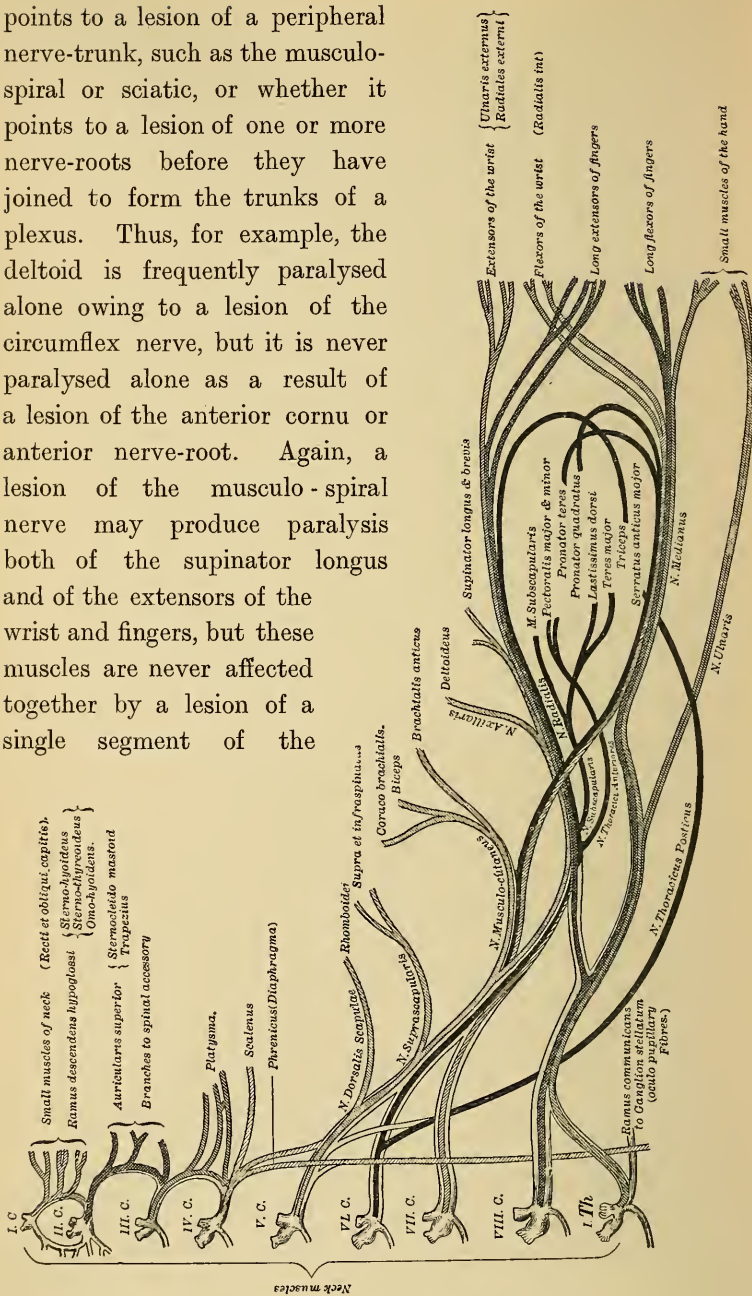 points to a lesion of a peripheral
nerve-trunk, such as the musculo-
spiral or sciatic, or whether it
points to a lesion of one or more
nerve-roots before they have
joined to form the trunks of a
plexus. Thus, for example, the
deltoid is frequently paralysed
alone owing to a lesion of the
circumflex nerve, but it is never
paralysed alone as a result of
a lesion of the anterior cornu or
anterior nerve-root. Again, a
lesion of the musculo-spiral
nerve may produce paralysis
both of the supinator longus
and of the extensors of the
wrist and fingers, but these
muscles are never affected
together by a lesion of a
single segment of the
Neck muscles
I. C
II. C.
III. C.
IV. C.
V. C.
VI. C.
VII. C.
VIII. C.
I. Th
Small muscles of neck (Recti et obliqui capitis).
Ramus descendens hypoglossi { Sterno-hyoideus
Sterno-thyreoideus
Omo-hyoidens. }
Auricularis superior { Sternocleido mastoid
Trapezius
Branches to spinal accessory
Platysma.
Scalenus
Phrenicus (Diaphragma)
N. Dorsalis Scapulae
Rhomboidei
N. Suprascapularis
Supra et infraspinatus
N. Musculo-cutaneus
Coraco brachialis.
Biceps
Brachialis anticus
N. Axillaris
Deltoideus
Supinator longus & brevis
N. Radialis
N. Subscapularis
N. Thoracici Anteriores
M. Subscapularis
Pectoralis major & minor
Pronator teres
Pronator quadratus
Lastissimus dorsi
Teres major
Triceps
Serratus anticus major
N. Medianus
N. Ulnaris
N. Thoracicus Posticus
Ramus communicans
to Ganglion stellatum
(oculo pupillary
Fibres.)
Extensors of the wrist { Ulnaris externus
Radiales externi }
Flexors of the wrist (Radialis int)
Long extensors of fingers
Long flexors of fingers
Small muscles of the hand